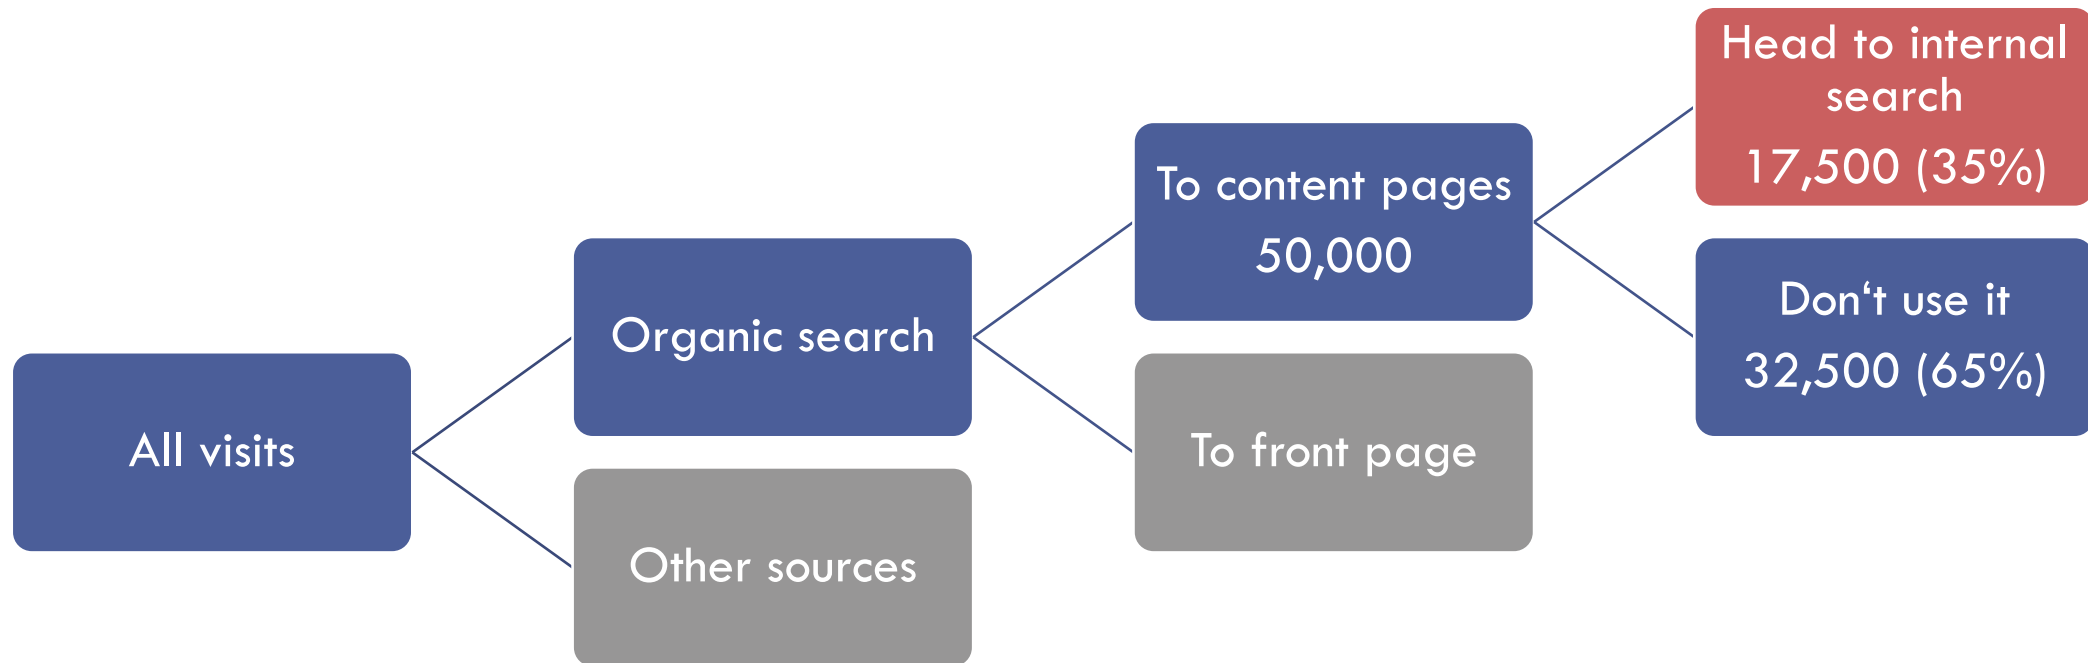 All visits
Organic search
Other sources
To content pages
50,000
To front page
Head to internal
search
17,500 (35%)
Don‘t use it
32,500 (65%)